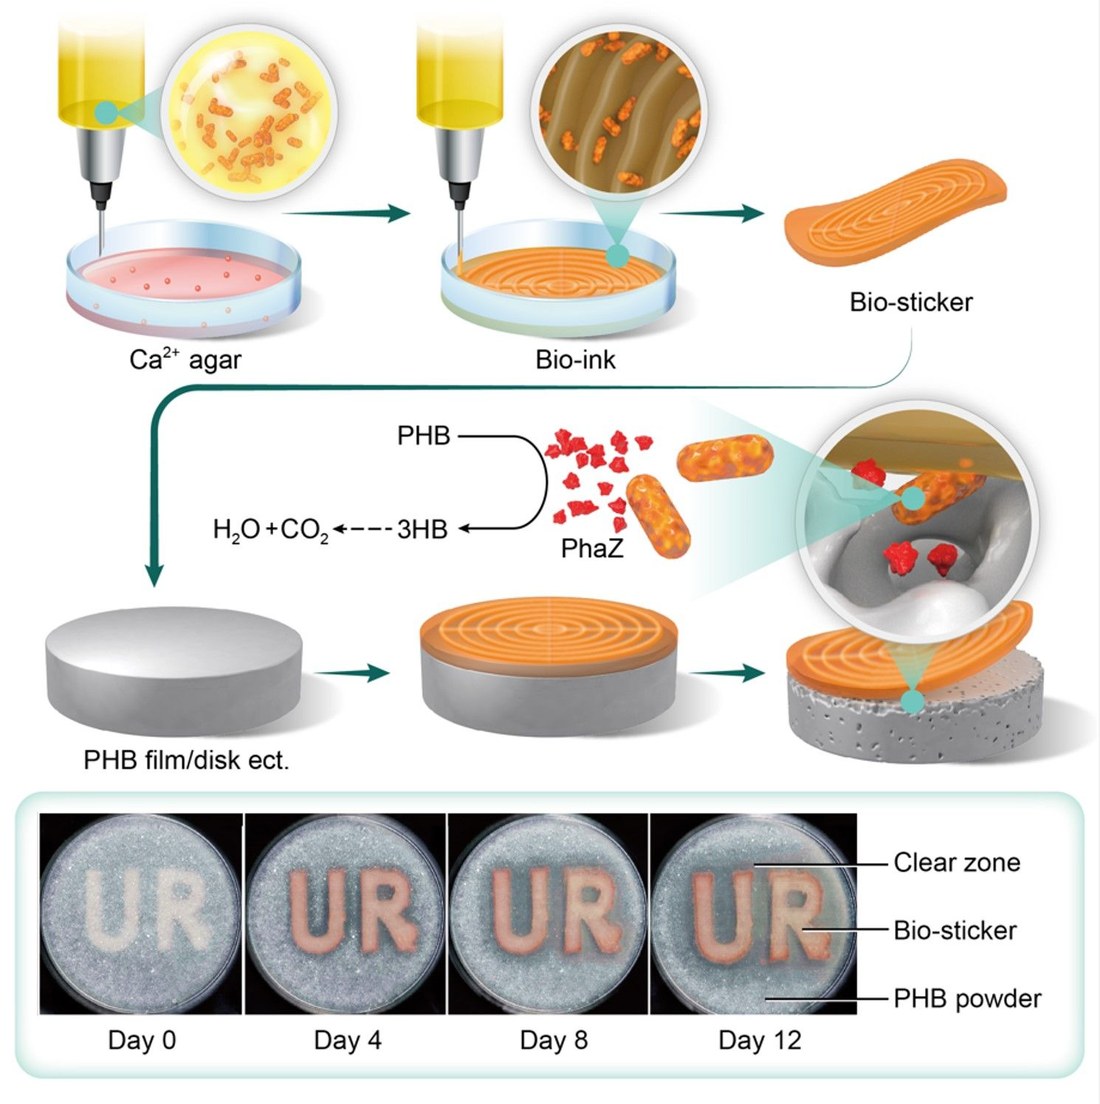 Ca²⁺ agar
Bio-ink
Bio-sticker
PHB
H₂O+CO₂
3HB
PhaZ
PHB film/disk ect.
UR
UR
UR
UR
Clear zone
Bio-sticker
PHB powder
Day 0
Day 4
Day 8
Day 12